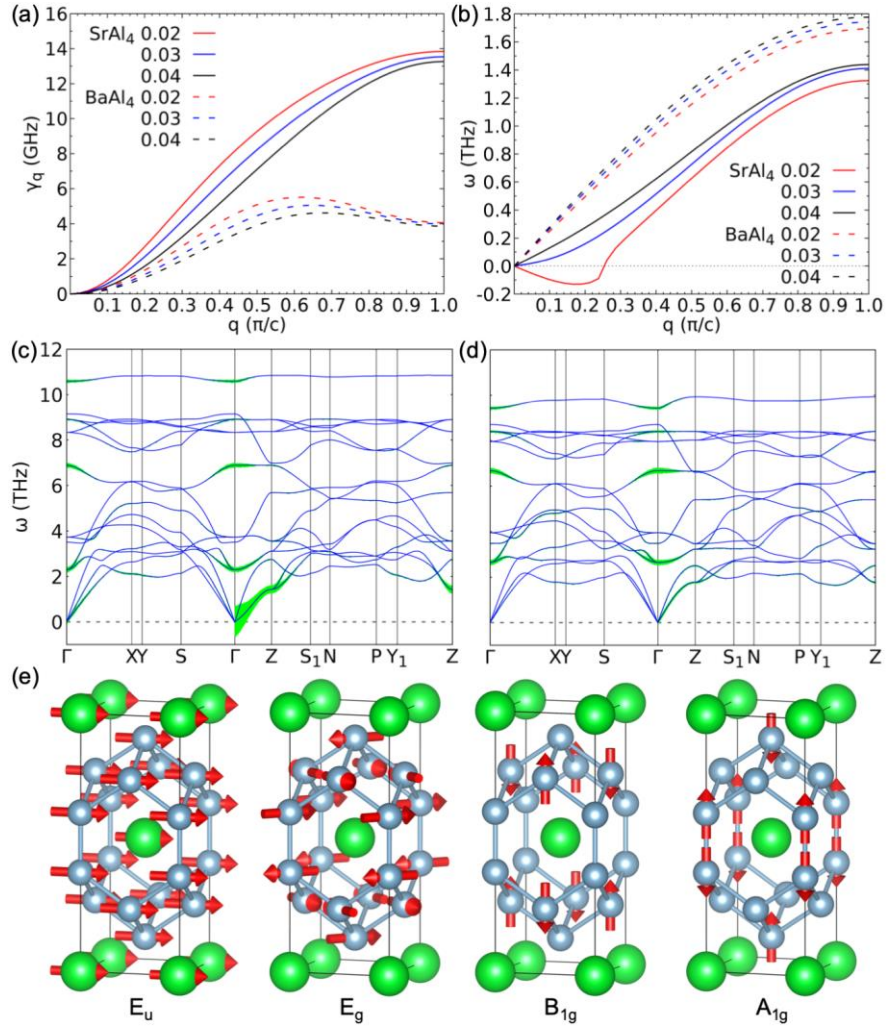 (a)
γq (GHz)
16
14
12
10
8
6
4
2
0
SrAl4 0.02
0.03
0.04
BaAl4 0.02
0.03
0.04
0.1 0.2 0.3 0.4 0.5 0.6 0.7 0.8 0.9 1.0
q (π/c)
(b)
ω (THz)
1.8
1.6
1.4
1.2
1.0
0.8
0.6
0.4
0.2
0.0
-0.2
SrAl4 0.02
0.03
0.04
BaAl4 0.02
0.03
0.04
0.1 0.2 0.3 0.4 0.5 0.6 0.7 0.8 0.9 1.0
q (π/c)
(c)
ω (THz)
12
10
8
6
4
2
0
Γ XY S Γ Z S1 N P Y1 Z
(d)
Γ X Y S Γ Z S1 N P Y1 Z
(e)
Eu Eg B1g A1g